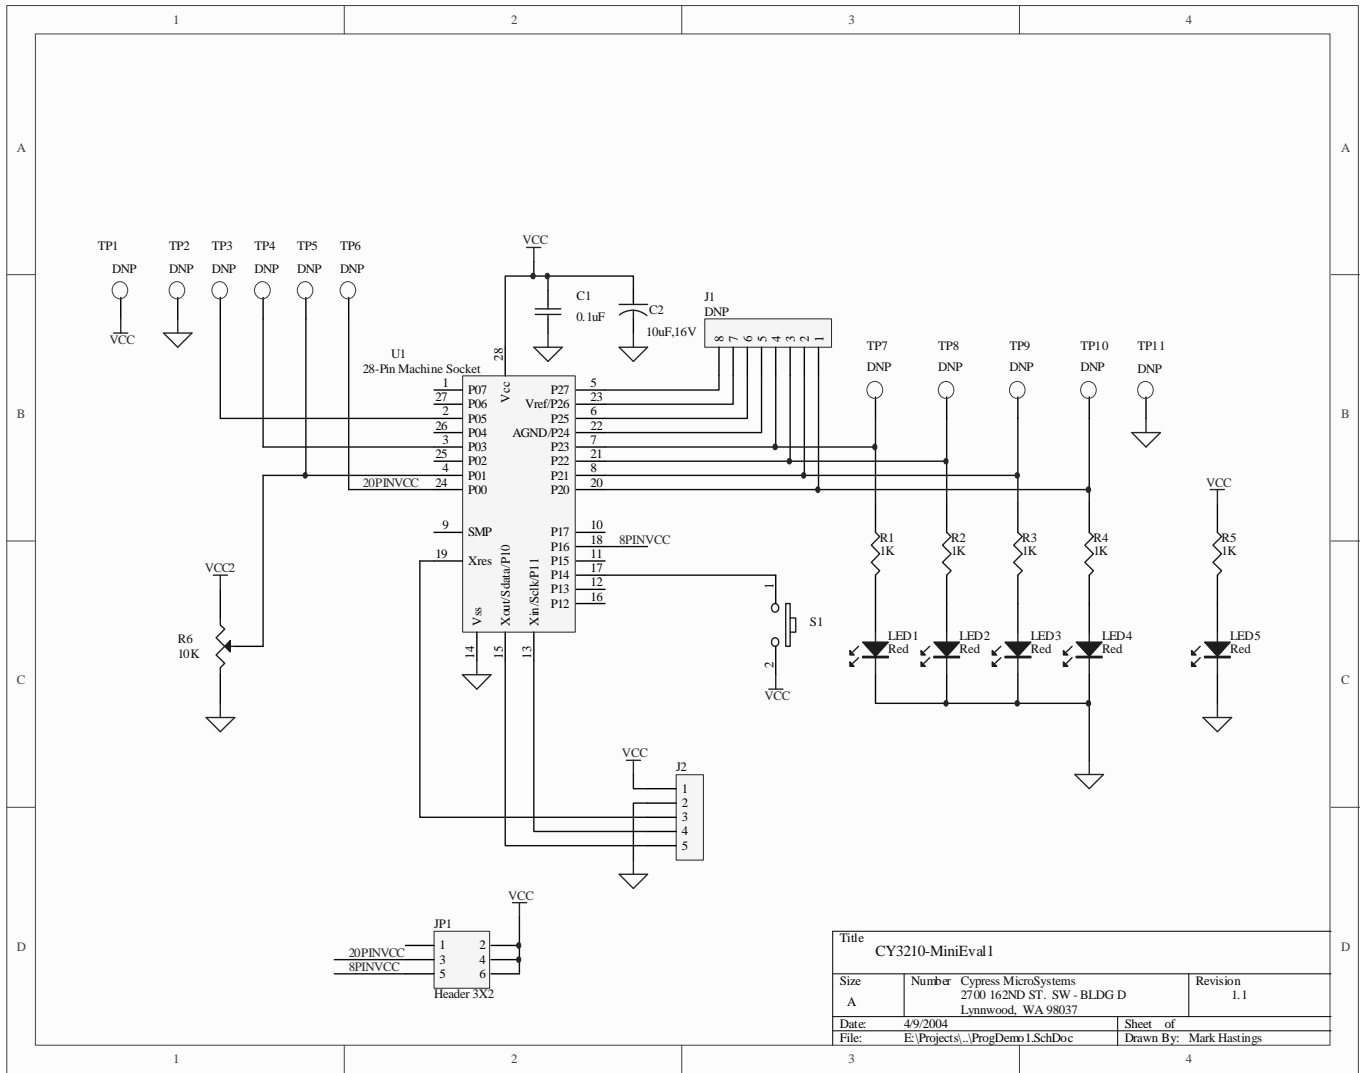 1 2 3 4
A A
TP1 TP2 TP3 TP4 TP5 TP6
DNP DNP DNP DNP DNP DNP
VCC
VCC
C1
0.1uF
C2
10uF,16V
J1
DNP
8 7 6 5 4 3 2 1
TP7 TP8 TP9 TP10 TP11
DNP DNP DNP DNP DNP
U1
28-Pin Machine Socket
28
Vcc
B B
1 P07 P27 5
27 P06 Vref/P26 23
2 P05 P25 6
26 P04 AGND/P24 22
3 P03 P23 7
25 P02 P22 21
4 P01 P21 8
20PINVCC 24 P00 P20 20
9 SMP P17 10
P16 18 8PINVCC
19 Xres P15 11
P14 17
P13 12
P12 16
Vss
Xout/Sdata/P10
Xin/Sclk/P11
14 15 13
VCC2
R6
10K
1
S1
2
VCC
R1
1K
R2
1K
R3
1K
R4
1K
VCC
R5
1K
LED1
Red
LED2
Red
LED3
Red
LED4
Red
LED5
Red
C C
VCC
J2
1
2
3
4
5
VCC
JP1
1 2
20PINVCC 3 4
8PINVCC 5 6
Header 3X2
D D
Title
CY3210-MiniEval1
Size
A
Number Cypress MicroSystems
2700 162ND ST. SW - BLDG D
Lynnwood, WA 98037
Revision
1.1
Date: 4/9/2004 Sheet of
File: E:\Projects\..\ProgDemo1.SchDoc Drawn By: Mark Hastings
1 2 3 4